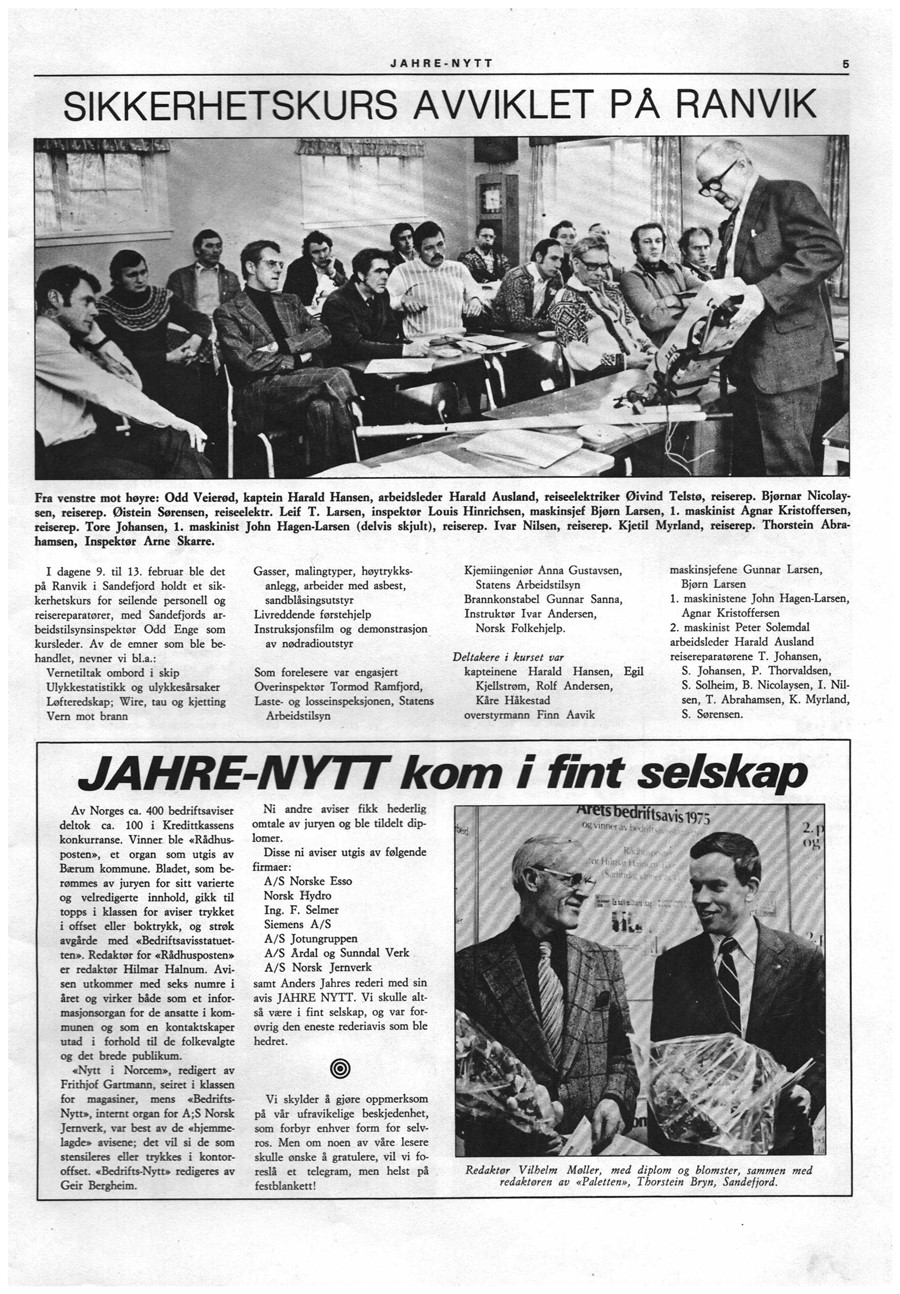 JAHRE-NYTT
5
SIKKERHETSKURS AVVIKLET PÅ RANVIK
Fra venstre mot høyre: Odd Veierød, kaptein Harald Hansen, arbeidsleder Harald Ausland, reiseelektriker Øivind Telstø, reiserep. Bjørnar Nicolay-
sen, reiserep. Øistein Sørensen, reiseelektr. Leif T. Larsen, inspektør Louis Hinrichsen, maskinsjef Bjørn Larsen, 1. maskinist Agnar Kristoffersen,
reiserep. Tore Johansen, 1. maskinist John Hagen-Larsen (delvis skjult), reiserep. Ivar Nilsen, reiserep. Kjetil Myrland, reiserep. Thorstein Abra-
hamsen, Inspektør Arne Skarre.
I dagene 9. til 13. februar ble det
på Ranvik i Sandefjord holdt et sik-
kerhetskurs for seilende personell og
reisereparatører, med Sandefjords ar-
beidstilsynsinspektør Odd Enge som
kursleder. Av de emner som ble be-
handlet, nevner vi bl.a.:
Vernetiltak ombord i skip
Ulykkestatistikk og ulykkesårsaker
Løfteredskap; Wire, tau og kjetting
Vern mot brann
Gasser, malingtyper, høytrykks-
anlegg, arbeider med asbest,
sandblåsingsutstyr
Livreddende førstehjelp
Instruksjonsfilm og demonstrasjon
av nødradioutstyr
Som forelesere var engasjert
Overinspektør Tormod Ramfjord,
Laste- og losseinspeksjonen, Statens
Arbeidstilsyn
Kjemiingeniør Anna Gustavsen,
Statens Arbeidstilsyn
Brannkonstabel Gunnar Sanna,
Instruktør Ivar Andersen,
Norsk Folkehjelp.
Deltakere i kurset var
kapteinene Harald Hansen, Egil
Kjellstrøm, Rolf Andersen,
Kåre Håkestad
overstyrmann Finn Aavik
maskinsjefene Gunnar Larsen,
Bjørn Larsen
1. maskinistene John Hagen-Larsen,
Agnar Kristoffersen
2. maskinist Peter Solemdal
arbeidsleder Harald Ausland
reisereparatørene T. Johansen,
S. Johansen, P. Thorvaldsen,
S. Solheim, B. Nicolaysen, I. Nil-
sen, T. Abrahamsen, K. Myrland,
S. Sørensen.
JAHRE-NYTT kom i fint selskap
Av Norges ca. 400 bedriftsaviser
deltok ca. 100 i Kredittkassens
konkurranse. Vinner ble «Rådhus-
posten», et organ som utgis av
Bærum kommune. Bladet, som be-
rømmes av juryen for sitt varierte
og velredigerte innhold, gikk til
topps i klassen for aviser trykket
i offset eller boktrykk, og strøk
avgårde med «Bedriftsavisstatuet-
ten». Redaktør for «Rådhusposten»
er redaktør Hilmar Halnum. Avi-
sen utkommer med seks numre i
året og virker både som et infor-
masjonsorgan for de ansatte i kom-
munen og som en kontaktskaper
utad i forhold til de folkevalgte
og det brede publikum.
«Nytt i Norcem», redigert av
Frithjof Gartmann, seiret i klassen
for magasiner, mens «Bedrifts-
Nytt», internt organ for A;S Norsk
Jernverk, var best av de «hjemme-
lagde» avisene; det vil si de som
stensileres eller trykkes i kontor-
offset. «Bedrifts-Nytt» redigeres av
Geir Bergheim.
Ni andre aviser fikk hederlig
omtale av juryen og ble tildelt dip-
lomer.
Disse ni aviser utgis av følgende
firmaer:
A/S Norske Esso
Norsk Hydro
Ing. F. Selmer
Siemens A/S
A/S Jotungruppen
A/S Årdal og Sunndal Verk
A/S Norsk Jernverk
samt Anders Jahres rederi med sin
avis JAHRE NYTT. Vi skulle alt-
så være i fint selskap, og var for-
øvrig den eneste rederiavis som ble
hedret.
Vi skylder å gjøre oppmerksom
på vår ufravikelige beskjedenhet,
som forbyr enhver form for selv-
ros. Men om noen av våre lesere
skulle ønske å gratulere, vil vi fo-
reslå et telegram, men helst på
festblankett!
Årets bedriftsavis 1975
og vinner av
2. p
og
Redaktør Vilhelm Møller, med diplom og blomster, sammen med
redaktøren av «Paletten», Thorstein Bryn, Sandefjord.